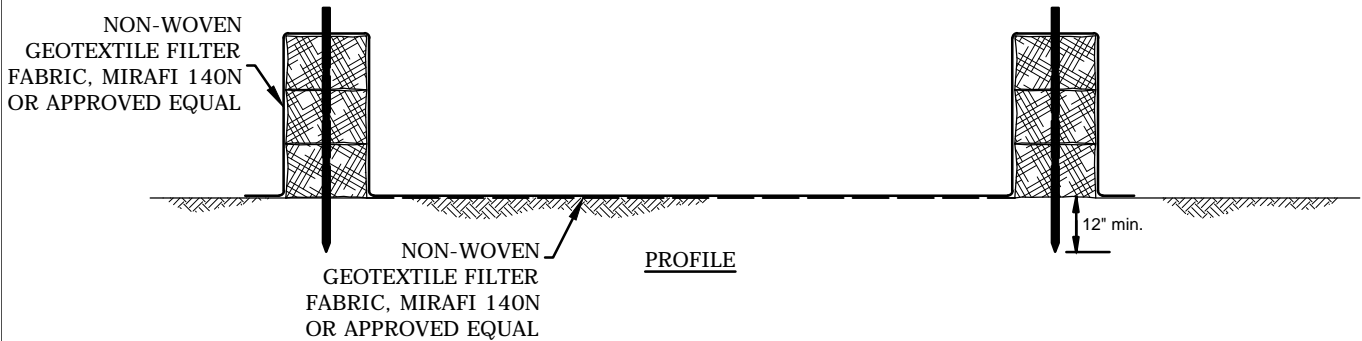 NON-WOVEN
GEOTEXTILE FILTER
FABRIC, MIRAFI 140N
OR APPROVED EQUAL
12" min.
NON-WOVEN
GEOTEXTILE FILTER
FABRIC, MIRAFI 140N
OR APPROVED EQUAL
PROFILE